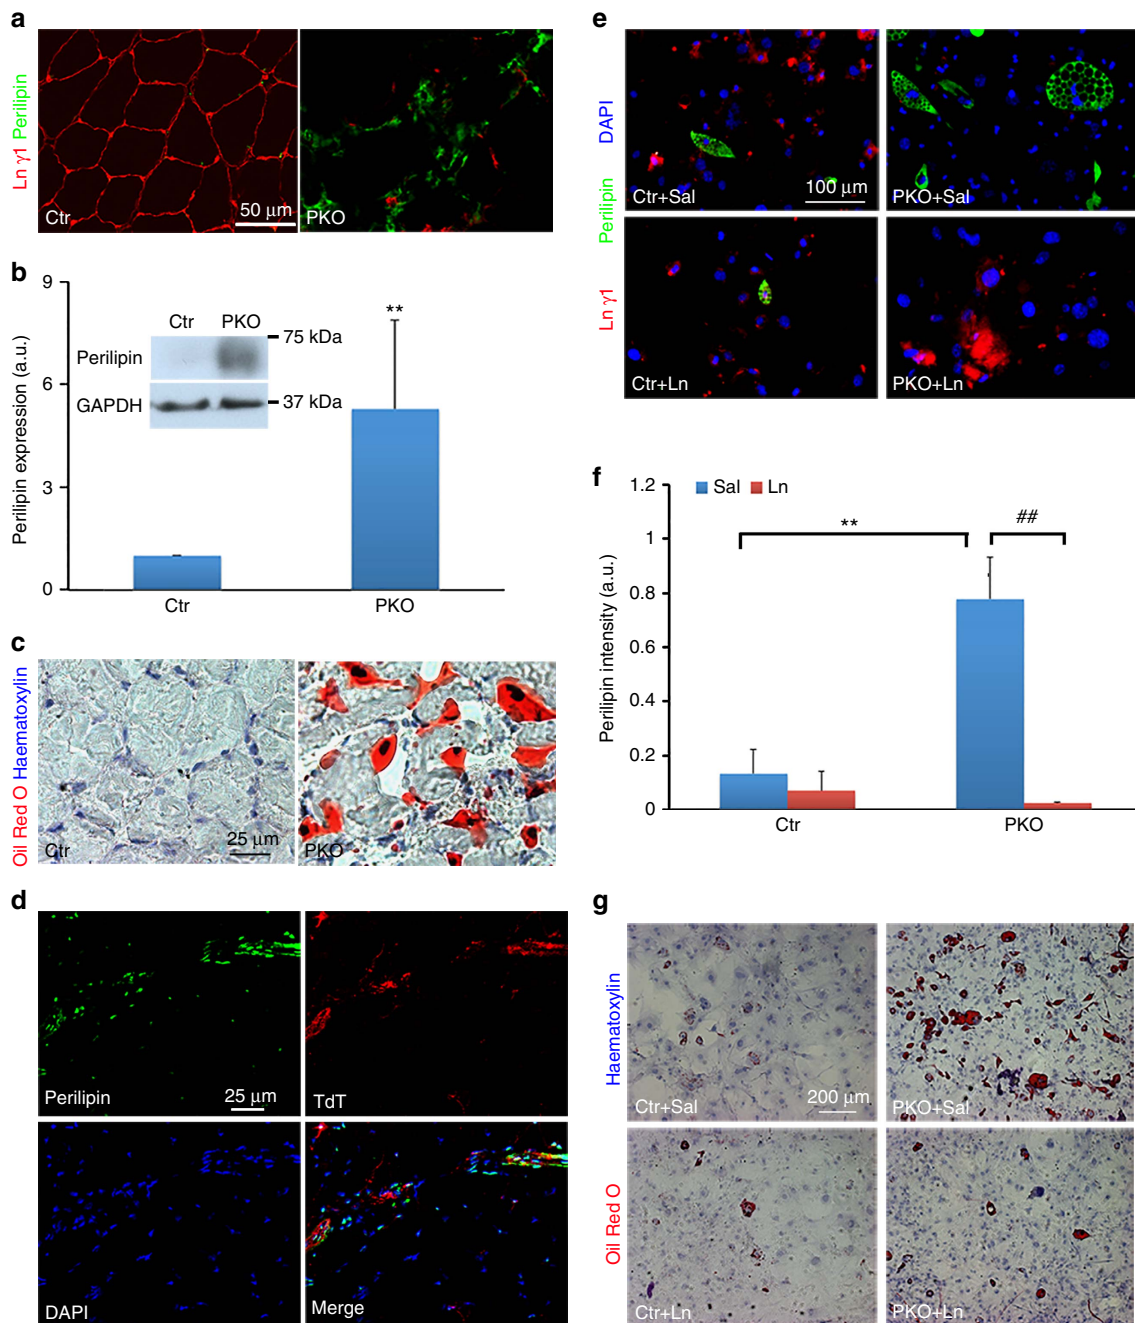 a
Ln γ1 Perilipin
Ctr
50 μm
PKO
b
Perilipin expression (a.u.)
9
6
3
0
Ctr PKO
Perilipin
75 kDa
GAPDH
37 kDa
**
Ctr
PKO
c
Oil Red O Haematoxylin
Ctr
25 μm
PKO
d
Perilipin
25 μm
TdT
DAPI
Merge
e
Ln γ1 Perilipin DAPI
Ctr+Sal
100 μm
PKO+Sal
Ctr+Ln
PKO+Ln
f
Perilipin intensity (a.u.)
1.2
1
0.8
0.6
0.4
0.2
0
Sal Ln
**
##
Ctr
PKO
g
Oil Red O Haematoxylin
Ctr+Sal
200 μm
PKO+Sal
Ctr+Ln
PKO+Ln